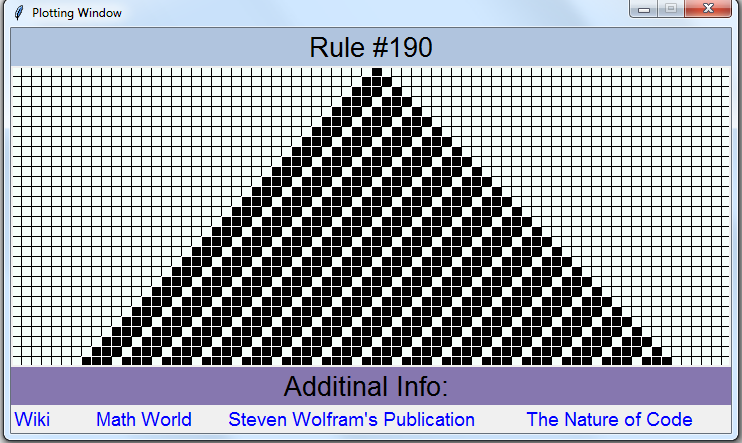 Plotting Window
Rule #190
Additinal Info:
Wiki Math World Steven Wolfram's Publication The Nature of Code